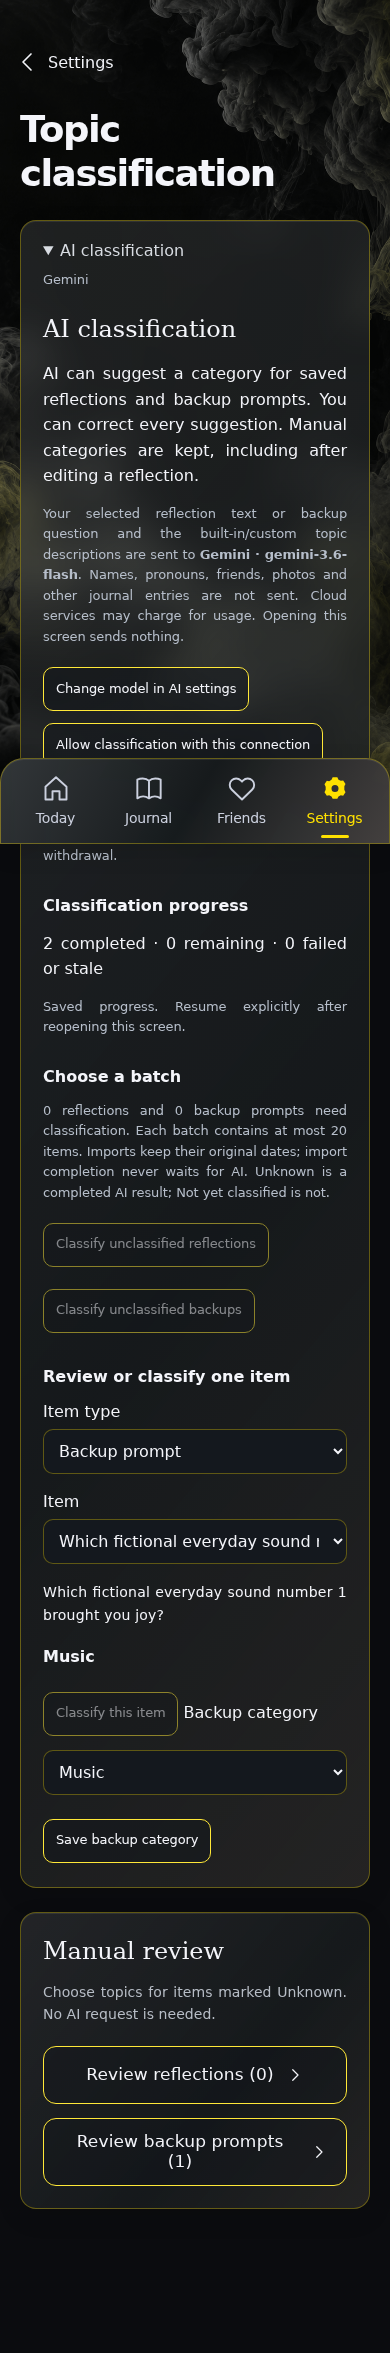 Settings
Topic
classification
▼ AI classification
Gemini
AI classification
AI can suggest a category for saved
reflections and backup prompts. You
can correct every suggestion. Manual
categories are kept, including after
editing a reflection.
Your selected reflection text or backup
question and the built-in/custom topic
descriptions are sent to Gemini · gemini-3.6-
flash. Names, pronouns, friends, photos and
other journal entries are not sent. Cloud
services may charge for usage. Opening this
screen sends nothing.
Change model in AI settings
Allow classification with this connection
Today
Journal
Friends
Settings
withdrawal.
Classification progress
2 completed · 0 remaining · 0 failed
or stale
Saved progress. Resume explicitly after
reopening this screen.
Choose a batch
0 reflections and 0 backup prompts need
classification. Each batch contains at most 20
items. Imports keep their original dates; import
completion never waits for AI. Unknown is a
completed AI result; Not yet classified is not.
Classify unclassified reflections
Classify unclassified backups
Review or classify one item
Item type
Backup prompt
Item
Which fictional everyday sound
Which fictional everyday sound number 1
brought you joy?
Music
Classify this item Backup category
Music
Save backup category
Manual review
Choose topics for items marked Unknown.
No AI request is needed.
Review reflections (0)
Review backup prompts
(1)